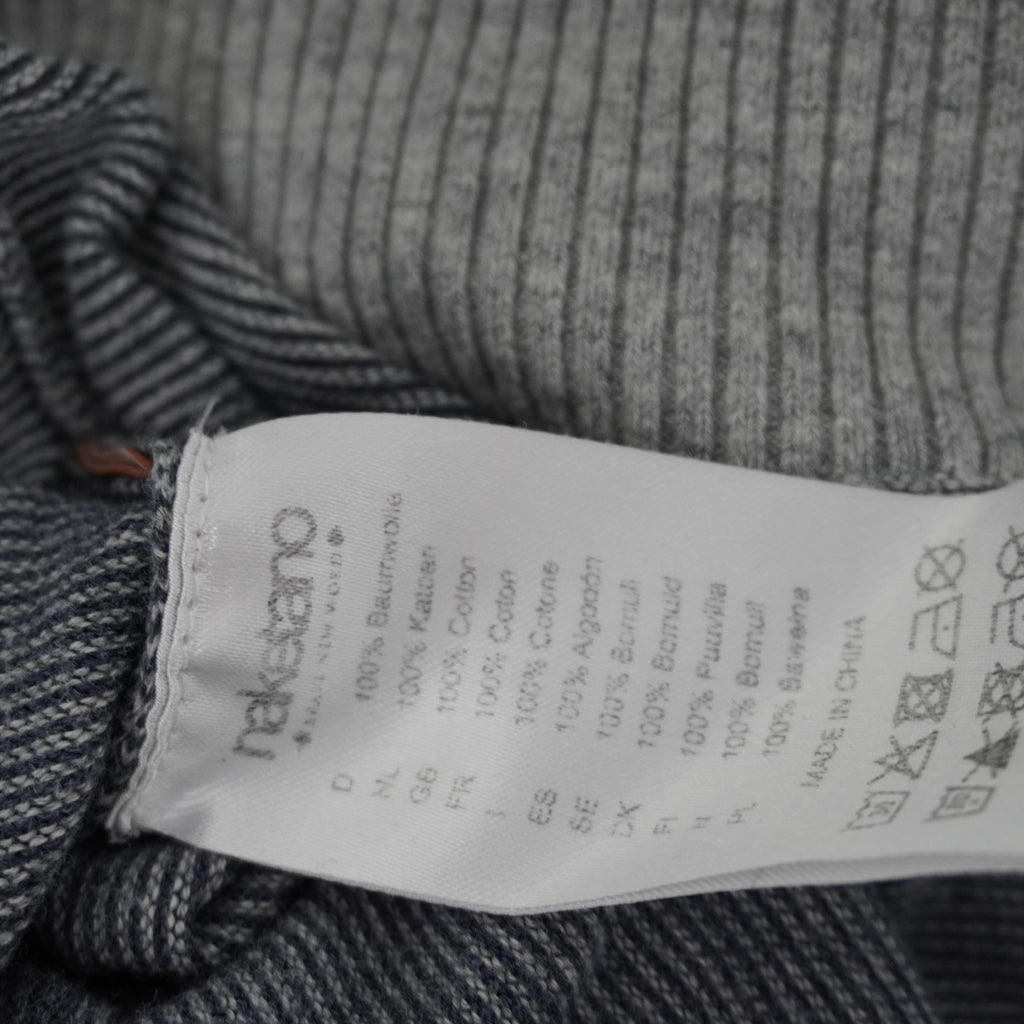 naketano
D 100% Baumwolle
NL 100% Katoen
GB 100% Cotton
FR 100% Coton
I 100% Cotone
ES 100% Algodón
SE 100% Bomull
DK 100% Bomuld
FI 100% Puuvilla
N 100% Bomull
PL 100% Bawełna
MADE IN CHINA